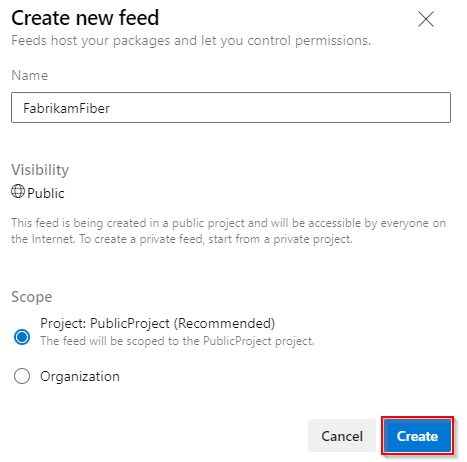 Create new feed
Feeds host your packages and let you control permissions.
Name
FabrikamFiber
Visibility
Public
This feed is being created in a public project and will be accessible by everyone on
the Internet. To create a private feed, start from a private project.
Scope
Project: PublicProject (Recommended)
The feed will be scoped to the PublicProject project.
Organization
Cancel
Create